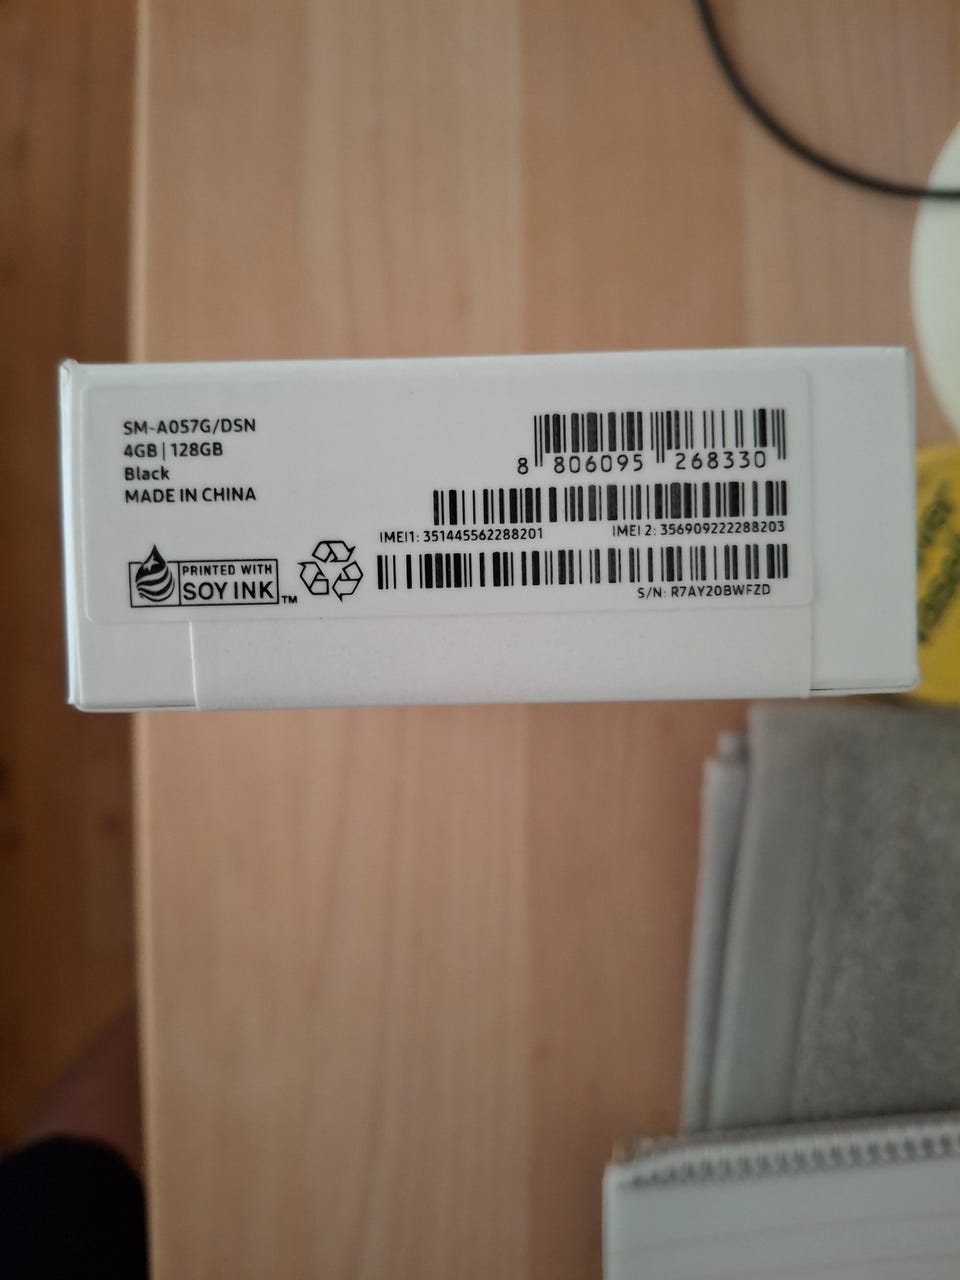 SM-A057G/DSN
4GB | 128GB
Black
MADE IN CHINA
8 806095 268330
IMEI1: 351445562288201 IMEI 2: 356909222288203
S/N: R7AY20BWFZD
PRINTED WITH
SOY INK™